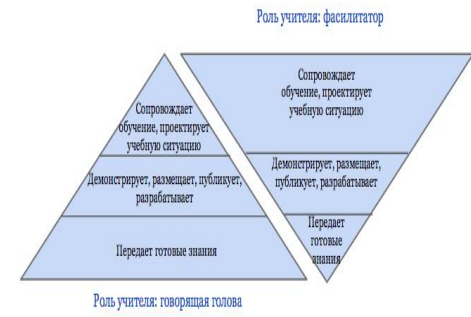 Роль учителя: фасилитатор
Сопровождает
обучение, проектирует
учебную ситуацию
Демонстрирует, размещает, публикует,
разрабатывает
Передает готовые знания
Роль учителя: говорящая голова
Сопровождает
обучение, проектирует
учебную ситуацию
Демонстрирует, размещает,
публикует, разрабатывает
Передает
готовые
знания